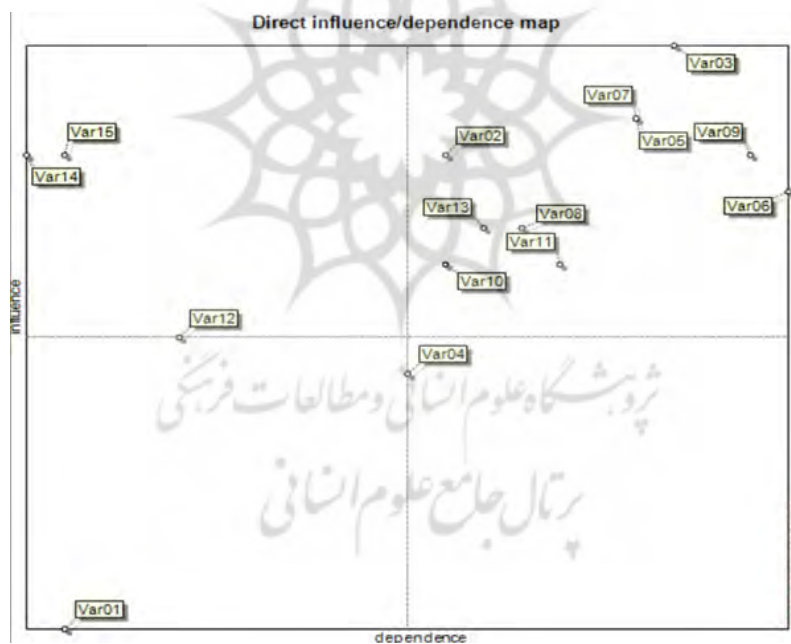 Direct influence/dependence map
Var03
Var07
Var15
Var02
Var05
Var09
Var14
Var06
Var13
Var08
Var11
Var10
influence
Var12
Var04
پژوهشگاه علوم انسانی و مطالعات فرهنگی
پرتال جامع علوم انسانی
Var01
dependence